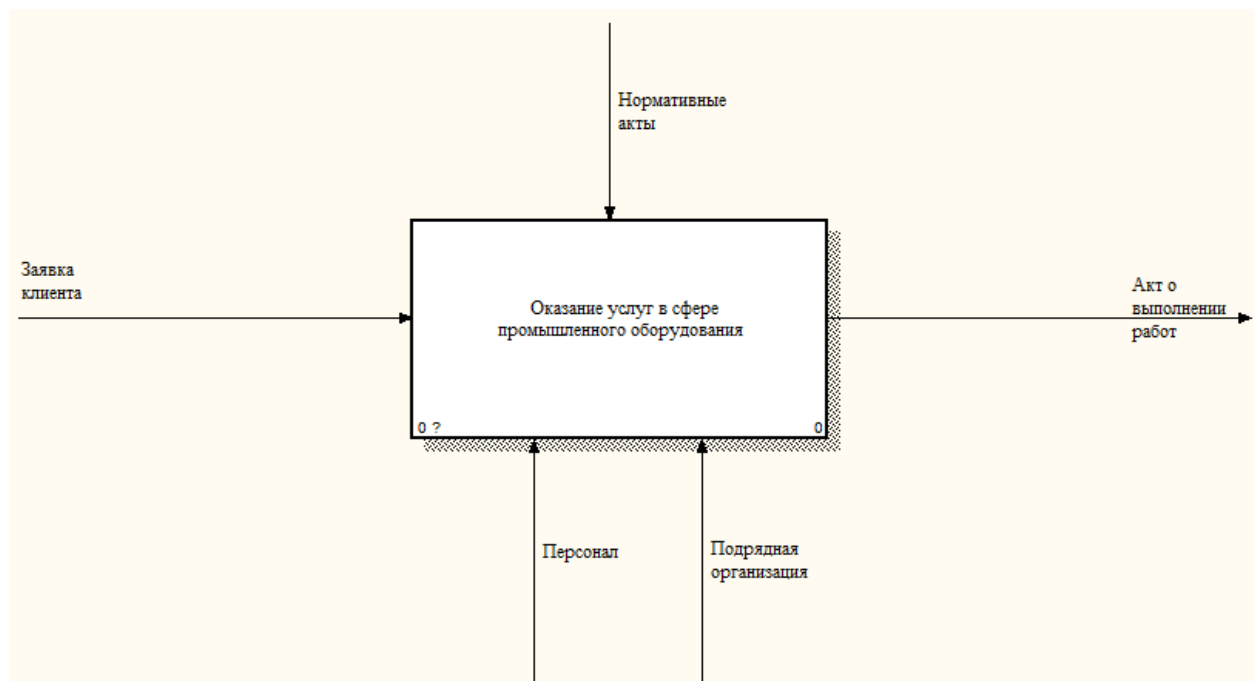 Нормативные
акты
Заявка
клиента
Оказание услуг в сфере
промышленного оборудования
Акт о
выполнении
работ
0 ?
0
Персонал
Подрядная
организация